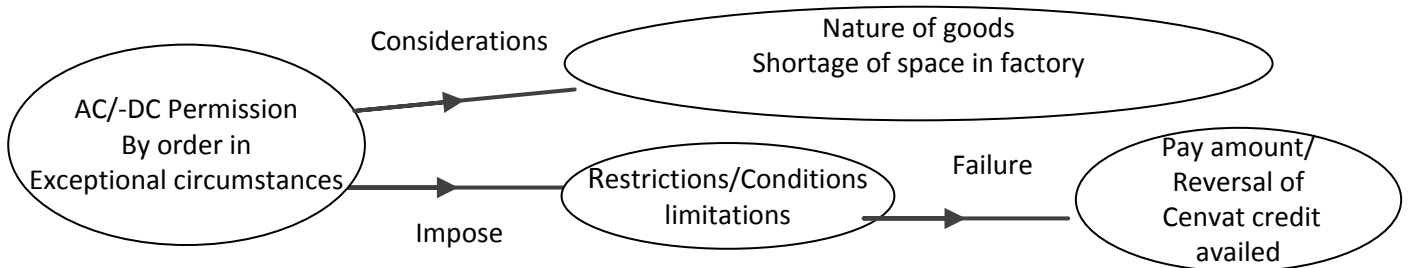 Considerations
Nature of goods
Shortage of space in factory
AC/-DC Permission
By order in
Exceptional circumstances
Impose
Restrictions/Conditions
limitations
Failure
Pay amount/
Reversal of
Cenvat credit
availed